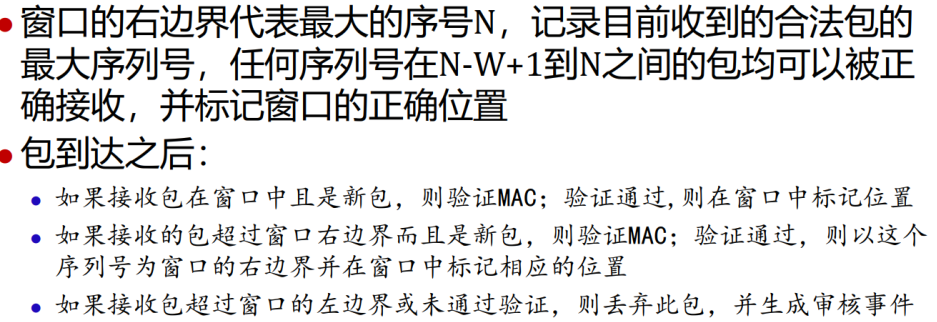 • 窗口的右边界代表最大的序号N，记录目前收到的合法包的
最大序列号，任何序列号在N-W+1到N之间的包均可以被正
确接收，并标记窗口的正确位置
• 包到达之后：
• 如果接收包在窗口中且是新包，则验证MAC；验证通过,则在窗口中标记位置
• 如果接收的包超过窗口右边界而且是新包，则验证MAC；验证通过，则以这个
序列号为窗口的右边界并在窗口中标记相应的位置
• 如果接收包超过窗口的左边界或未通过验证，则丢弃此包，并生成审核事件